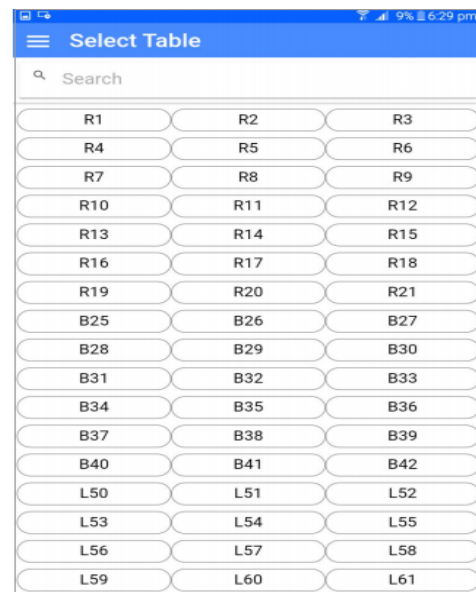 9% 6:29 pm
Select Table
Search
R1 R2 R3
R4 R5 R6
R7 R8 R9
R10 R11 R12
R13 R14 R15
R16 R17 R18
R19 R20 R21
B25 B26 B27
B28 B29 B30
B31 B32 B33
B34 B35 B36
B37 B38 B39
B40 B41 B42
L50 L51 L52
L53 L54 L55
L56 L57 L58
L59 L60 L61